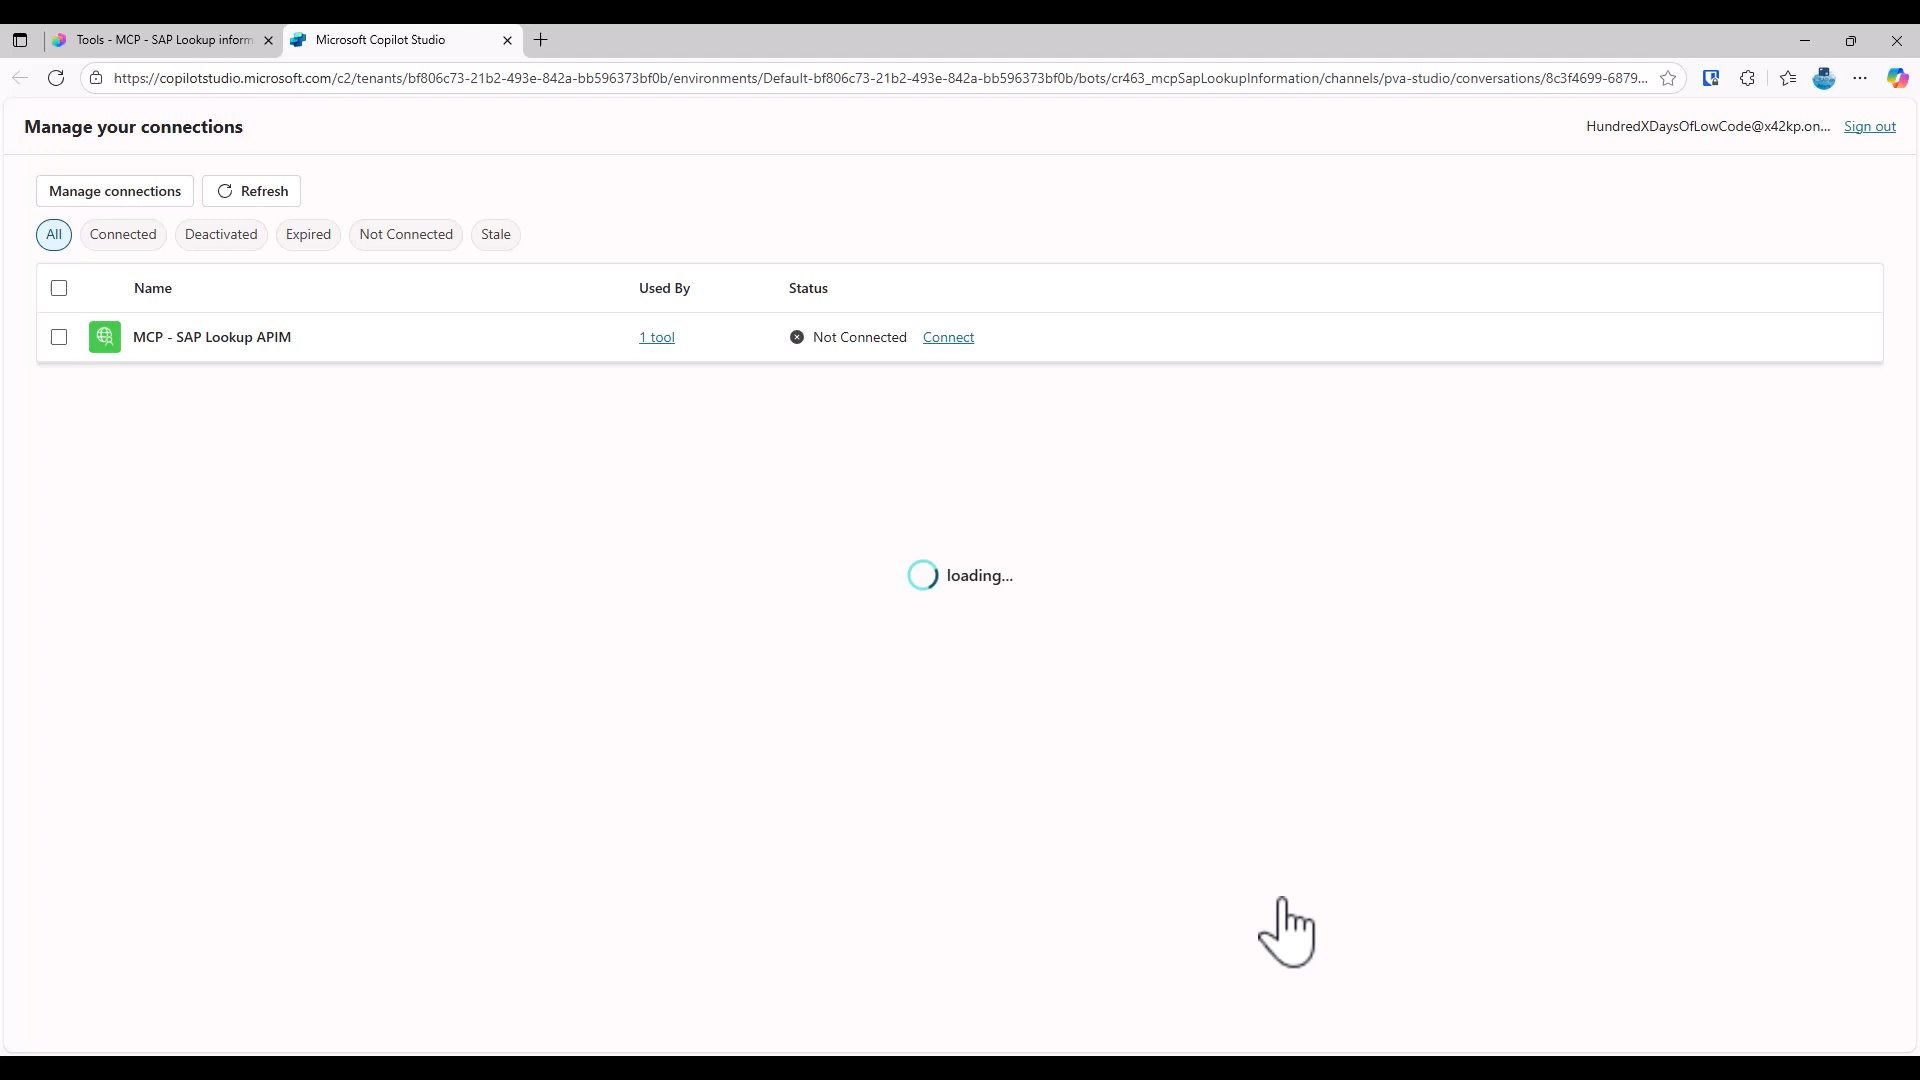 Tools - MCP - SAP Lookup inform
Microsoft Copilot Studio
https://copilotstudio.microsoft.com/c2/tenants/bf806c73-21b2-493e-842a-bb596373bf0b/environments/Default-bf806c73-21b2-493e-842a-bb596373bf0b/bots/cr463_mcpSapLookupInformation/channels/pva-studio/conversations/8c3f4699-6879...
Manage your connections
HundredXDaysOfLowCode@x42kp.on...
Sign out
Manage connections
Refresh
All
Connected
Deactivated
Expired
Not Connected
Stale
Name
Used By
Status
MCP - SAP Lookup APIM
1 tool
Not Connected
Connect
loading...